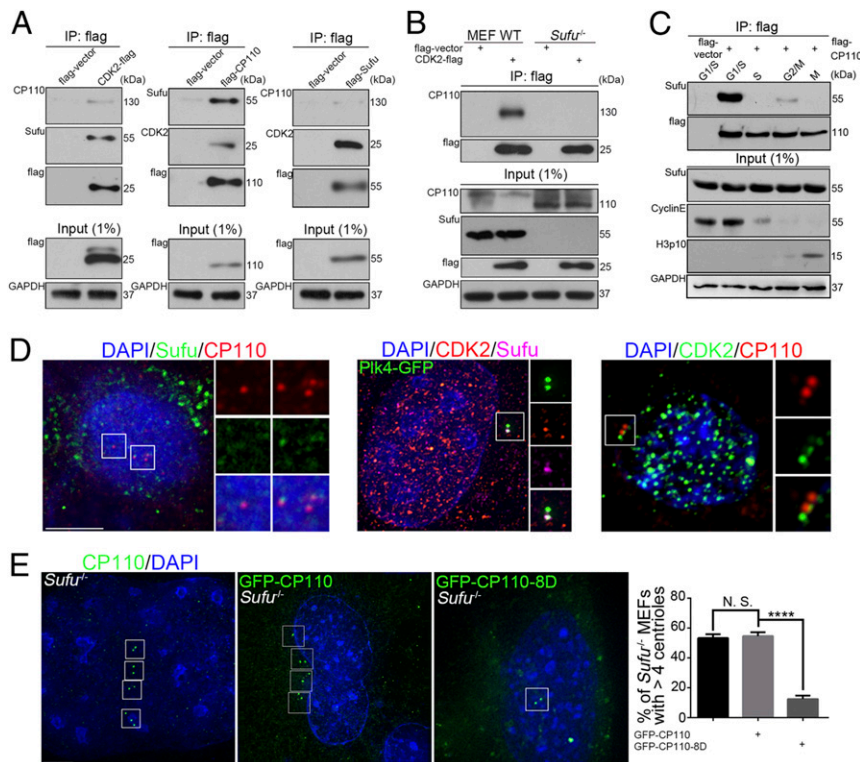 A
IP: flag
flag-vector
CDK2-flag
(kDa)
CP110
130
Sufu
55
flag
25
Input (1%)
flag
25
GAPDH
37
IP: flag
flag-vector
flag-CP110
(kDa)
Sufu
55
CDK2
25
flag
110
Input (1%)
flag
110
GAPDH
37
IP: flag
flag-vector
flag-Sufu
(kDa)
CP110
130
CDK2
25
flag
55
Input (1%)
flag
55
GAPDH
37
B
MEF WT Sufu-/-
flag-vector + +
CDK2-flag + +
IP: flag
(kDa)
CP110
130
flag
25
Input (1%)
CP110
110
Sufu
55
flag
25
GAPDH
37
C
IP: flag
flag-vector + + + + flag-CP110
G1/S G1/S S G2/M M (kDa)
Sufu
55
flag
110
Input (1%)
Sufu
55
CyclinE
55
H3p10
15
GAPDH
37
D
DAPI/Sufu/CP110
DAPI/CDK2/Sufu
Plk4-GFP
DAPI/CDK2/CP110
E
CP110/DAPI
Sufu-/-
GFP-CP110
Sufu-/-
GFP-CP110-8D
Sufu-/-
% of Sufu-/- MEFs
with > 4 centrioles
80
60
40
20
0
N. S.
****
GFP-CP110 +
GFP-CP110-8D +